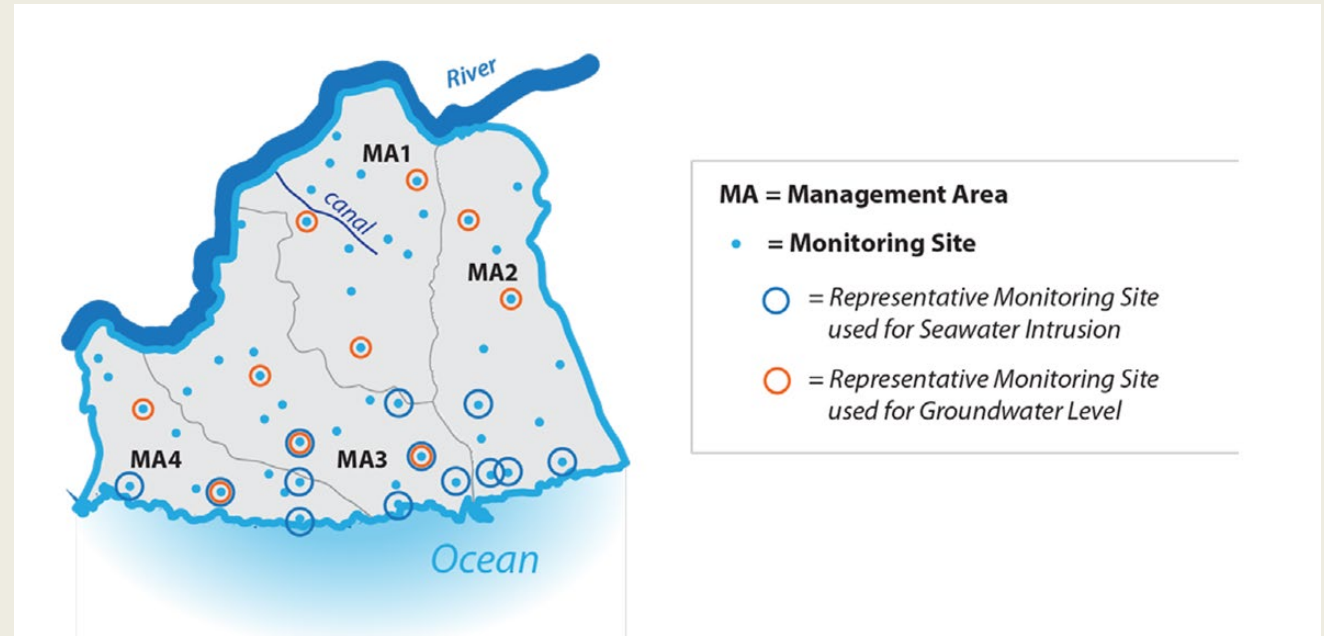 River
MA1
canal
MA2
MA4
MA3
Ocean
MA = Management Area
= Monitoring Site
= Representative Monitoring Site
used for Seawater Intrusion
= Representative Monitoring Site
used for Groundwater Level